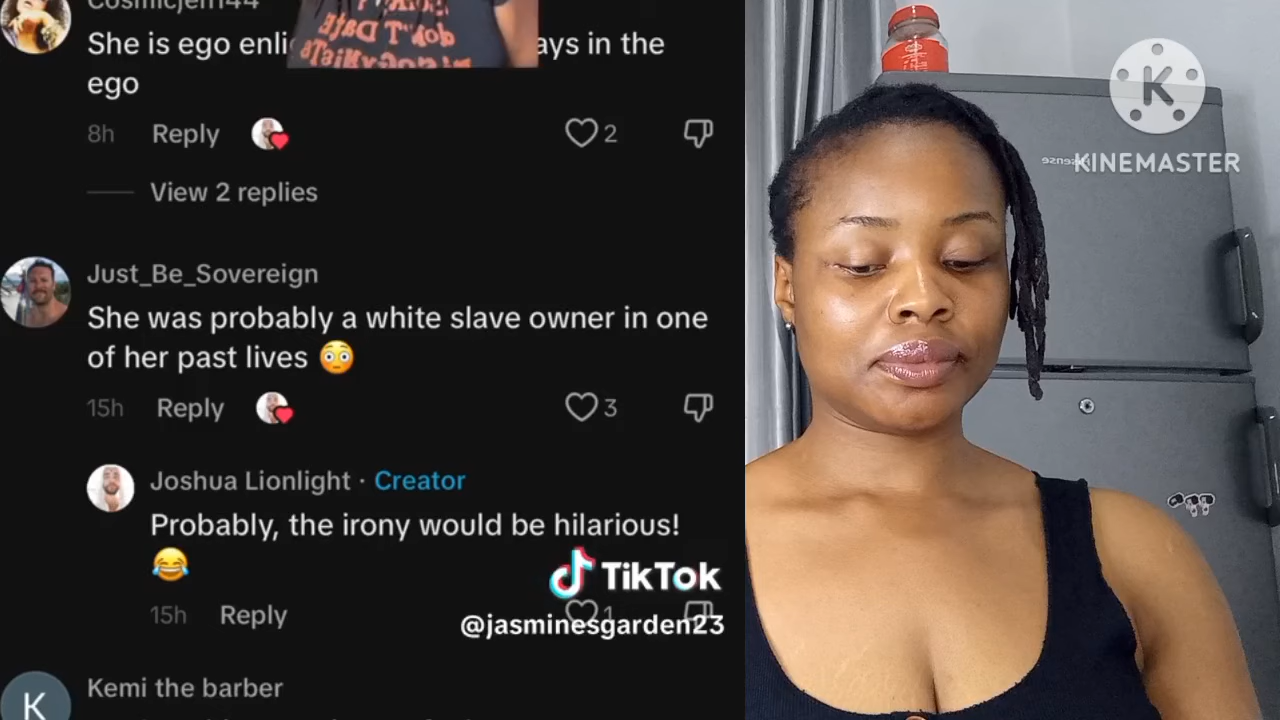 She is ego enli ays in the
ego
8h Reply 2
View 2 replies
Just_Be_Sovereign
She was probably a white slave owner in one
of her past lives 😳
15h Reply 3
Joshua Lionlight · Creator
Probably, the irony would be hilarious!
😂
15h Reply 1
TikTok
@jasminesgarden23
Kemi the barber
K
K
KINEMASTER